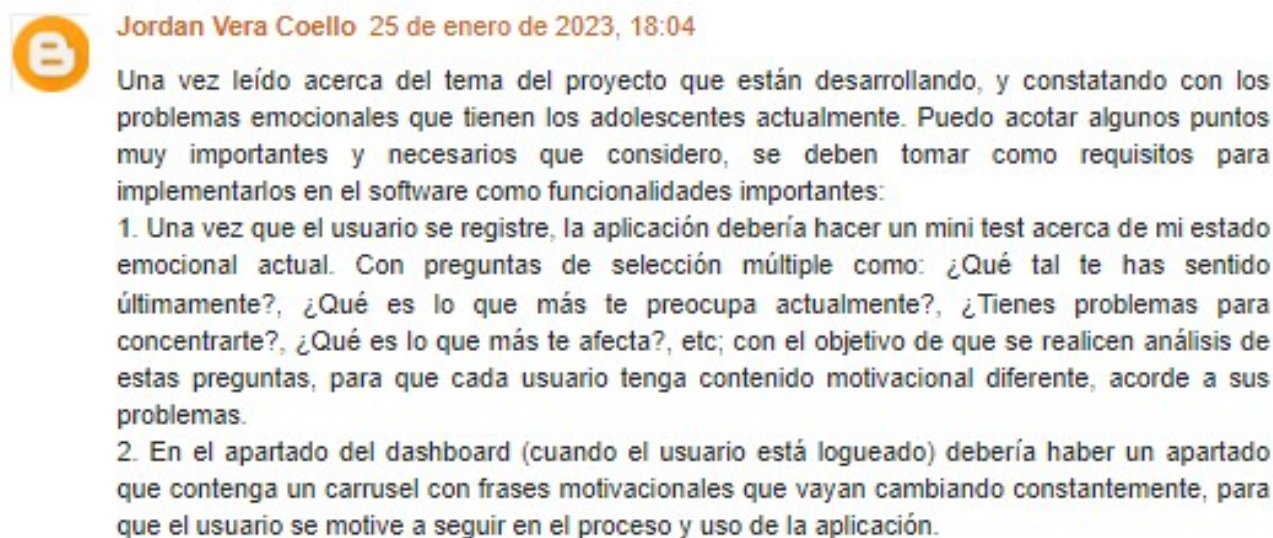 Jordan Vera Coello 25 de enero de 2023, 18:04
Una vez leído acerca del tema del proyecto que están desarrollando, y constatando con los
problemas emocionales que tienen los adolescentes actualmente. Puedo acotar algunos puntos
muy importantes y necesarios que considero, se deben tomar como requisitos para
implementarlos en el software como funcionalidades importantes:
1. Una vez que el usuario se registre, la aplicación debería hacer un mini test acerca de mi estado
emocional actual. Con preguntas de selección múltiple como: ¿Qué tal te has sentido
últimamente?, ¿Qué es lo que más te preocupa actualmente?, ¿Tienes problemas para
concentrarte?, ¿Qué es lo que más te afecta?, etc; con el objetivo de que se realicen análisis de
estas preguntas, para que cada usuario tenga contenido motivacional diferente, acorde a sus
problemas.
2. En el apartado del dashboard (cuando el usuario está logueado) debería haber un apartado
que contenga un carrusel con frases motivacionales que vayan cambiando constantemente, para
que el usuario se motive a seguir en el proceso y uso de la aplicación.